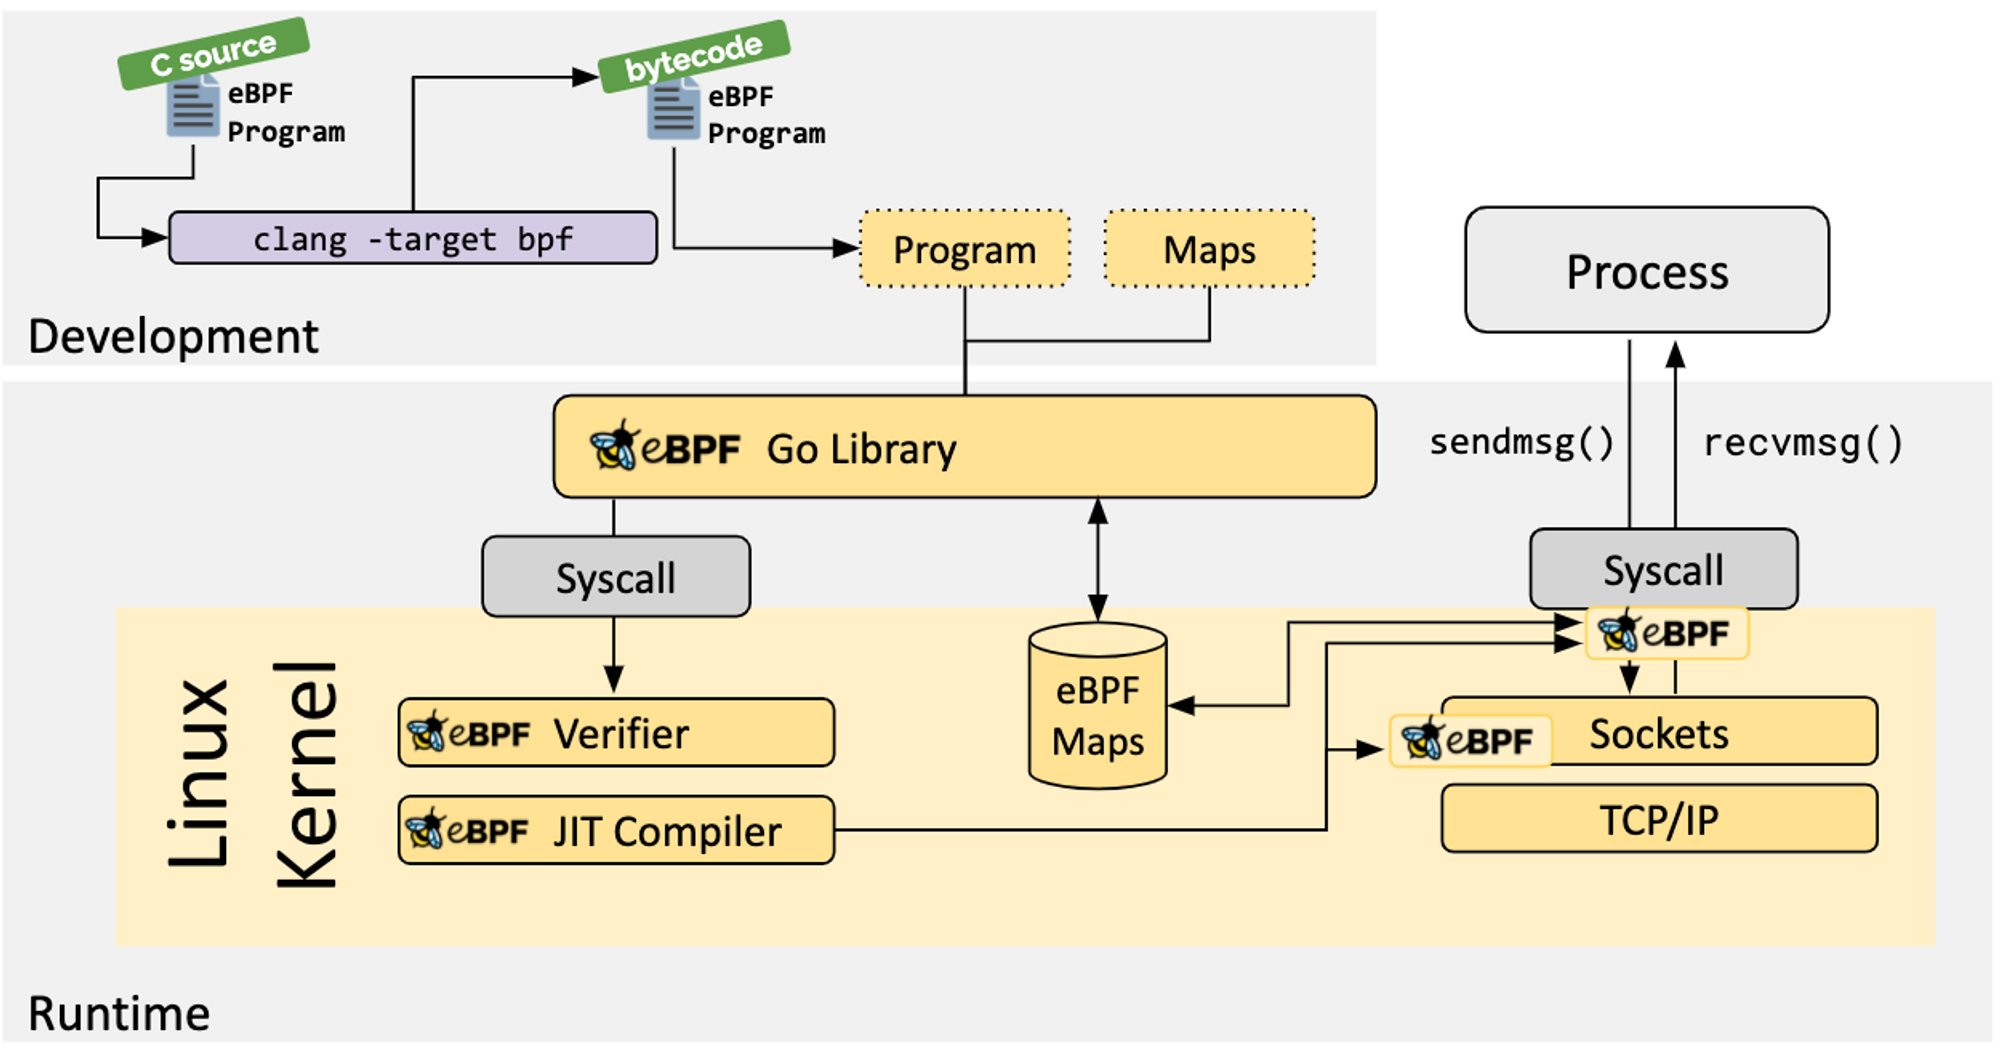 C source
eBPF
Program
bytecode
eBPF
Program
clang -target bpf
Program
Maps
Development
Process
eBPF Go Library
sendmsg()
recvmsg()
Syscall
Syscall
eBPF
Linux
Kernel
eBPF Verifier
eBPF
Maps
eBPF
Sockets
eBPF JIT Compiler
TCP/IP
Runtime